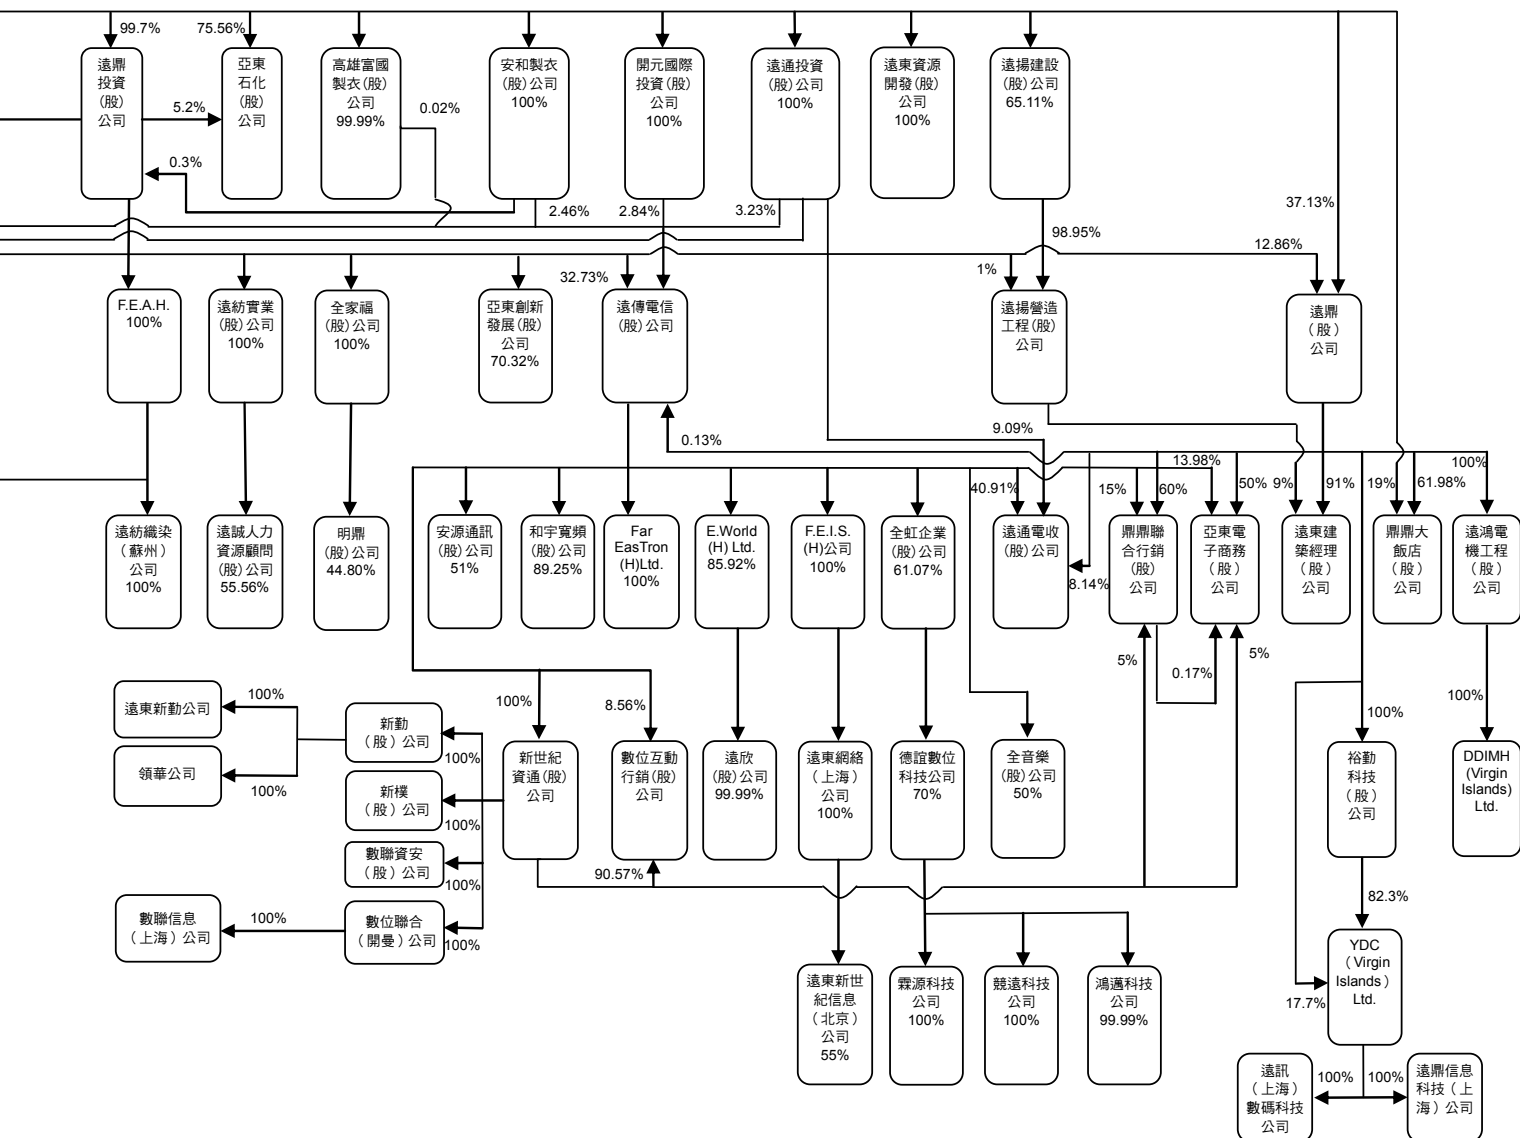 99.7%
75.56%
遠鼎
投資
(股)
公司
亞東
石化
(股)
公司
高雄富國
製衣(股)
公司
99.99%
安和製衣
(股)公司
100%
開元國際
投資(股)
公司
100%
遠通投資
(股)公司
100%
遠東資源
開發(股)
公司
100%
遠揚建設
(股)公司
65.11%
5.2%
0.02%
0.3%
2.46%
2.84%
3.23%
98.95%
37.13%
12.86%
1%
32.73%
F.E.A.H.
100%
遠紡實業
(股)公司
100%
全家福
(股)公司
100%
亞東創新
發展(股)
公司
70.32%
遠傳電信
(股)公司
遠揚營造
工程(股)
公司
遠鼎
(股)
公司
0.13%
9.09%
13.98%
40.91%
15%
60%
50%
9%
91%
19%
61.98%
100%
遠紡織染
(蘇州)
公司
100%
遠誠人力
資源顧問
(股)公司
55.56%
明鼎
(股)公司
44.80%
安源通訊
(股)公司
51%
和宇寬頻
(股)公司
89.25%
Far
EasTron
(H)Ltd.
100%
E.World
(H) Ltd.
85.92%
F.E.I.S.
(H)公司
100%
全虹企業
(股)公司
61.07%
遠通電收
(股)公司
8.14%
鼎鼎聯
合行銷
(股)
公司
亞東電
子商務
(股)
公司
遠東建
築經理
(股)
公司
鼎鼎大
飯店
(股)
公司
遠鴻電
機工程
(股)
公司
5%
0.17%
5%
100%
8.56%
100%
100%
遠東新勤公司
100%
領華公司
100%
新勤
(股)公司
100%
新樸
(股)公司
100%
數聯資安
(股)公司
100%
數位聯合
(開曼)公司
100%
數聯信息
(上海)公司
100%
新世紀
資通(股)
公司
數位互動
行銷(股)
公司
遠欣
(股)公司
99.99%
遠東網絡
(上海)
公司
100%
德誼數位
科技公司
70%
全音樂
(股)公司
50%
裕勤
科技
(股)
公司
DDIMH
(Virgin
Islands)
Ltd.
90.57%
82.3%
遠東新世
紀信息
(北京)
公司
55%
霖源科技
公司
100%
競遠科技
公司
100%
鴻邁科技
公司
99.99%
YDC
(Virgin
Islands)
Ltd.
17.7%
遠訊
(上海)
數碼科技
公司
100%
100%
遠鼎信息
科技(上
海)公司